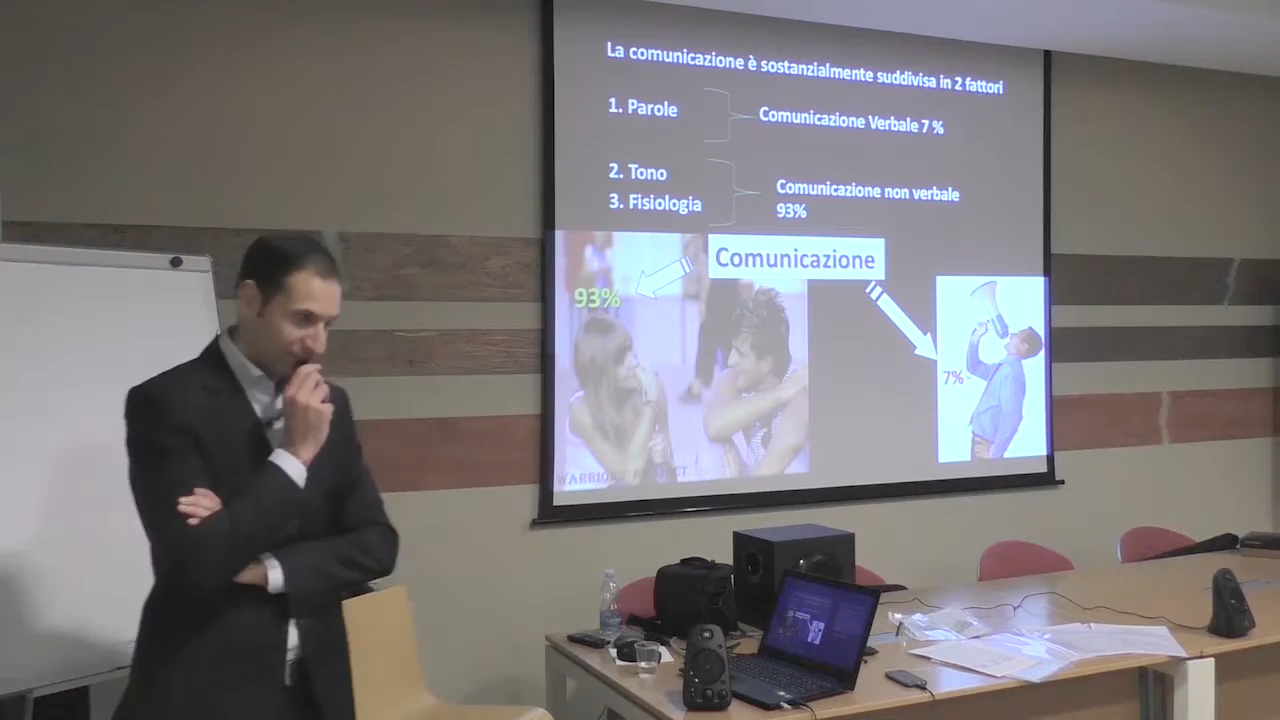 La comunicazione è sostanzialmente suddivisa in 2 fattori
1. Parole
Comunicazione Verbale 7 %
2. Tono
3. Fisiologia
Comunicazione non verbale
93%
Comunicazione
93%
7%